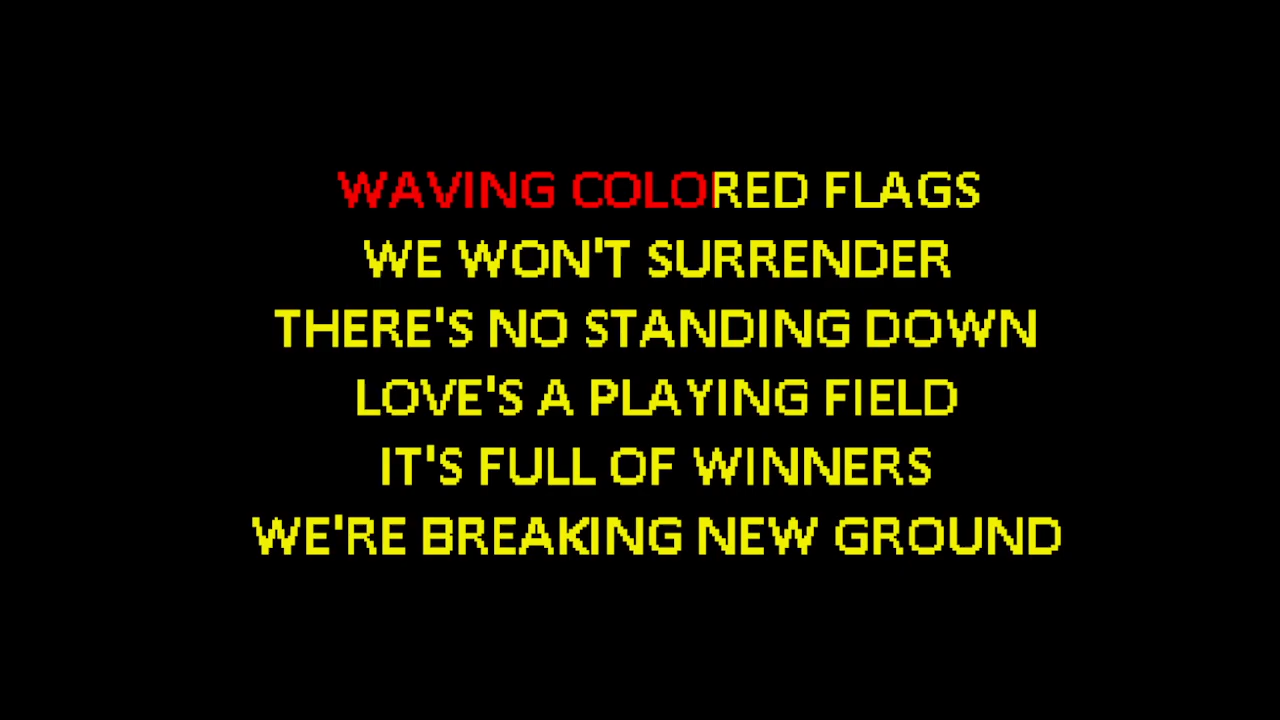 WAVING COLORED FLAGS
WE WON'T SURRENDER
THERE'S NO STANDING DOWN
LOVE'S A PLAYING FIELD
IT'S FULL OF WINNERS
WE'RE BREAKING NEW GROUND